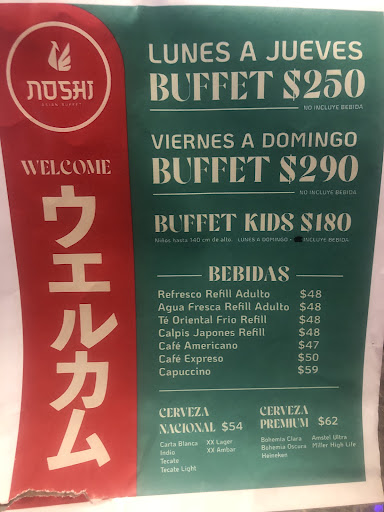 NOSHI
ASIAN BUFFET
WELCOME
ウエルカム
LUNES A JUEVES
BUFFET $250
NO INCLUYE BEBIDA
VIERNES A DOMINGO
BUFFET $290
NO INCLUYE BEBIDA
BUFFET KIDS $180
Niños hasta 140 cm de alto. LUNES A DOMINGO • INCLUYE BEBIDA
BEBIDAS
Refresco Refill Adulto $48
Agua Fresca Refill Adulto $48
Té Oriental Frio Refill $48
Calpis Japones Refill $48
Café Americano $47
Café Expreso $50
Capuccino $59
CERVEZA
NACIONAL $54
Carta Blanca XX Lager
Indio XX Ambar
Tecate
Tecate Light
CERVEZA
PREMIUM $62
Bohemia Clara Amstel Ultra
Bohemia Oscura Miller High Life
Heineken